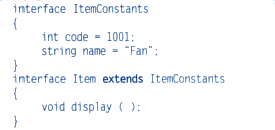 interface ItemConstants
{
int code = 1001;
string name = "Fan";
}
interface Item extends ItemConstants
{
void display ( );
}